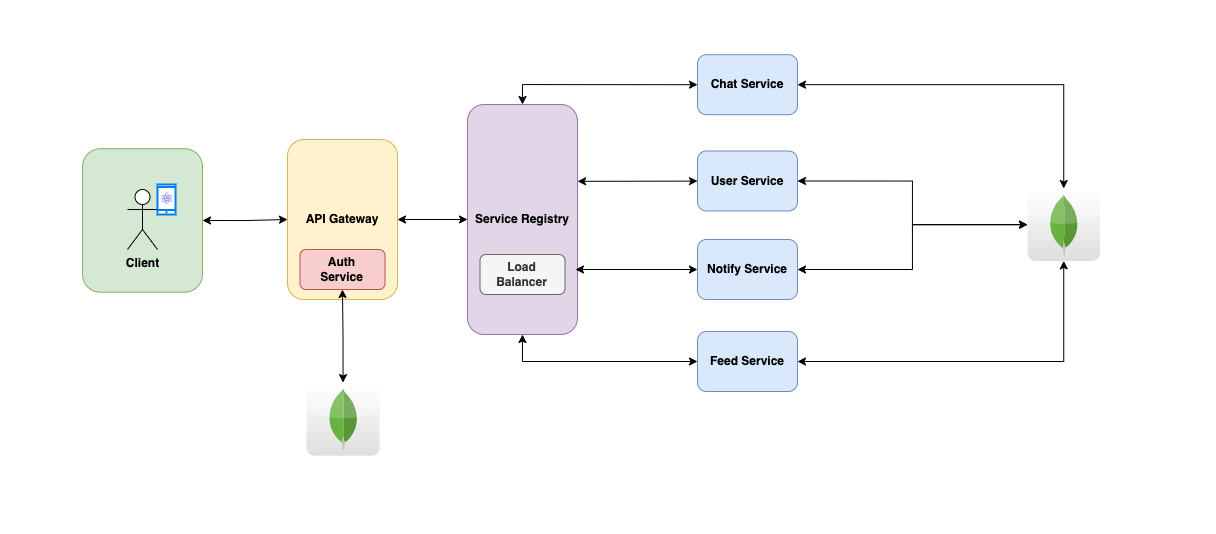 Client
API Gateway
Auth
Service
Service Registry
Load
Balancer
Chat Service
User Service
Notify Service
Feed Service